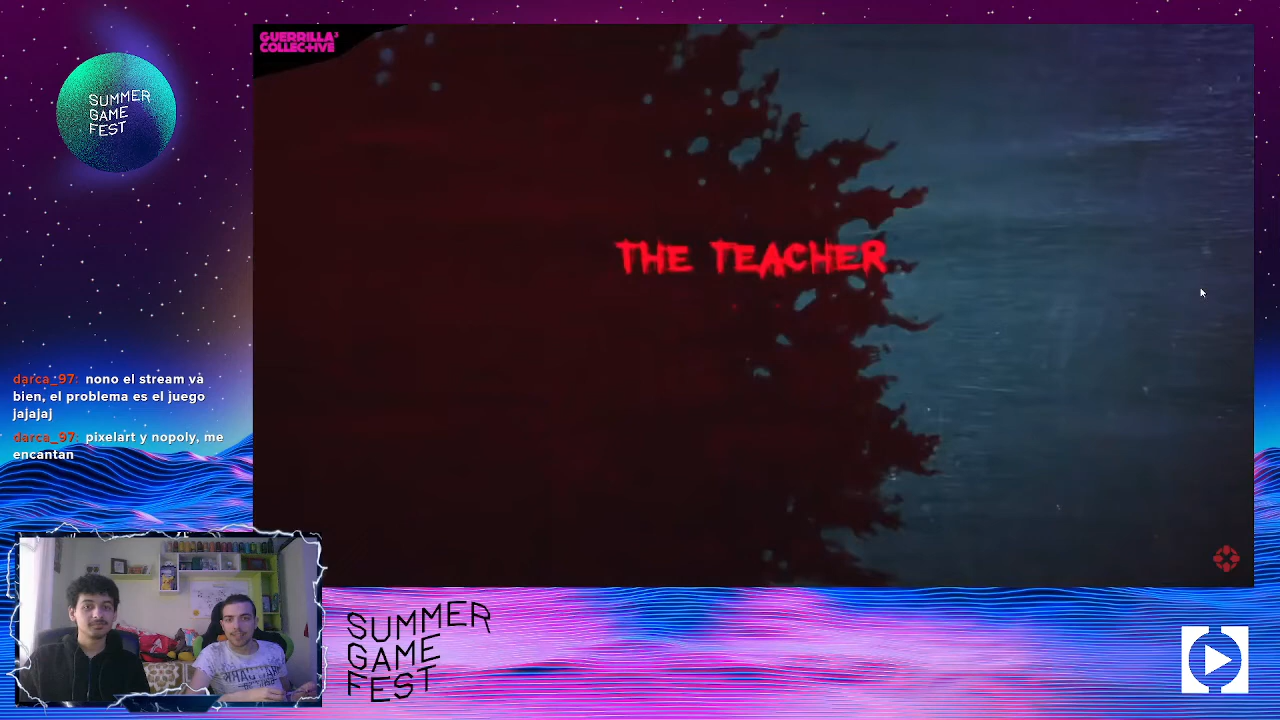 GUERRILLA³
COLLECTIVE
SUMMER
GAME
FEST
THE TEACHER
darca_97: nono el stream va
bien, el problema es el juego
jajajaj
darca_97: pixelart y nopoly, me
encantan
SUMMER
GAME
FEST